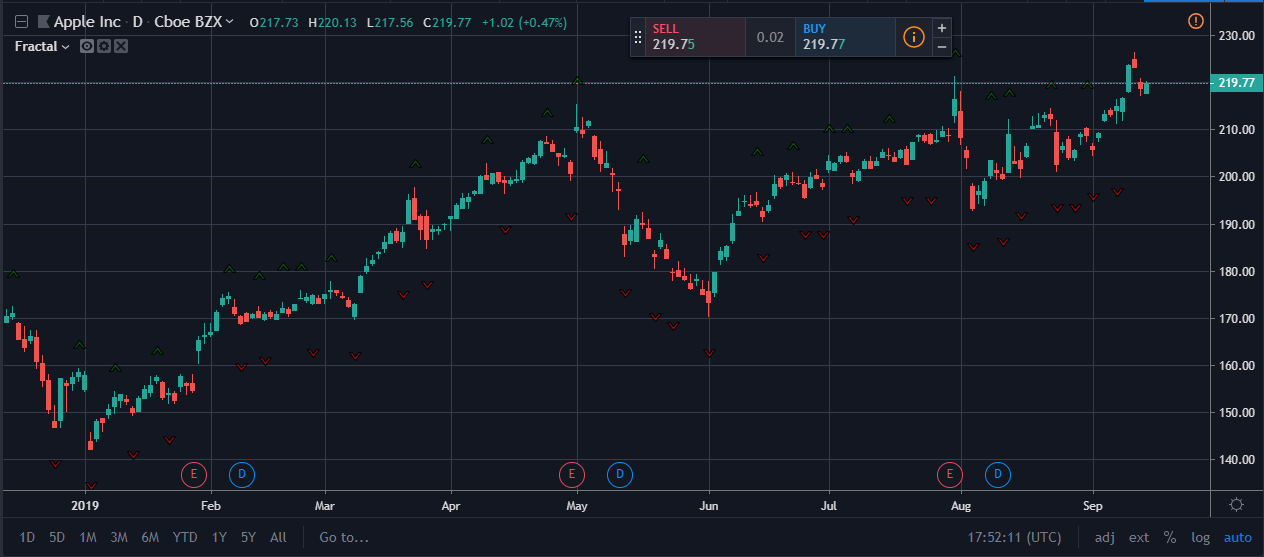 Apple Inc D Cboe BZX O217.73 H220.13 L217.56 C219.77 +1.02 (+0.47%)
SELL 219.75 0.02 BUY 219.77 i + −
Fractal
230.00
219.77
210.00
200.00
190.00
180.00
170.00
160.00
150.00
140.00
E D E D E D
2019 Feb Mar Apr May Jun Jul Aug Sep
1D 5D 1M 3M 6M YTD 1Y 5Y All Go to... 17:52:11 (UTC) adj ext % log auto